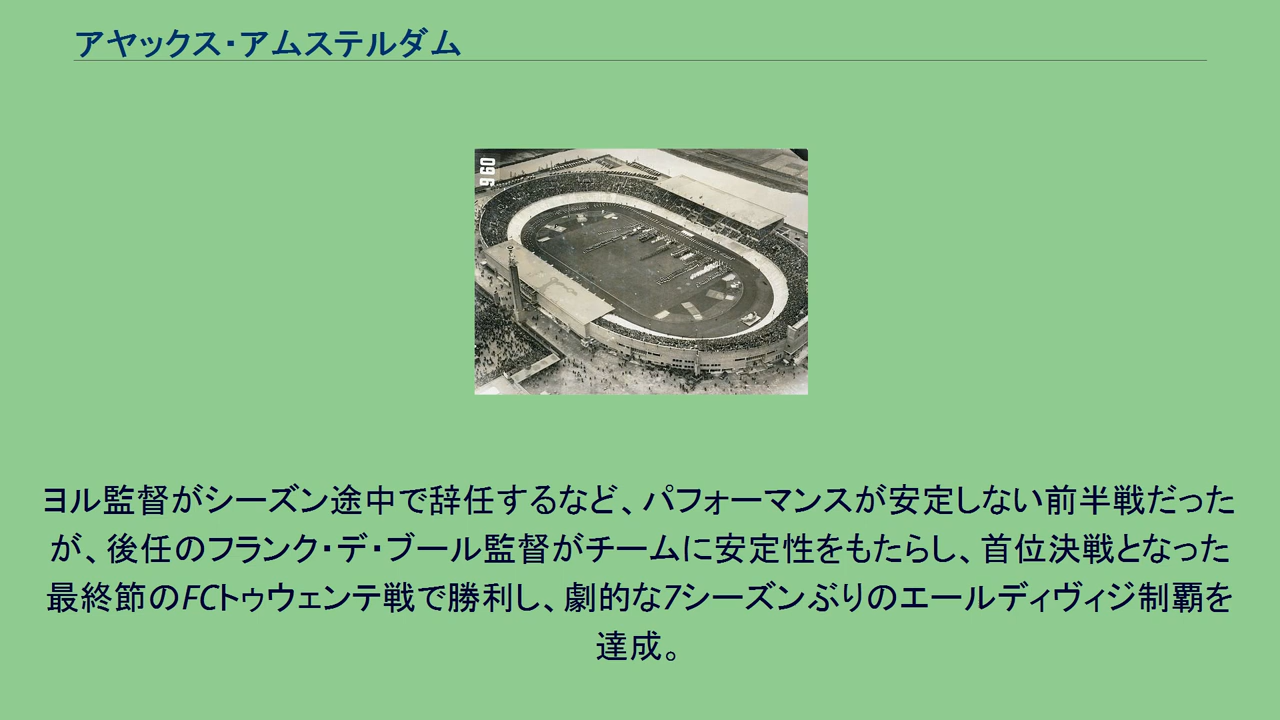 アヤックス・アムステルダム
960
ヨル監督がシーズン途中で辞任するなど、パフォーマンスが安定しない前半戦だった
が、後任のフランク・デ・ブール監督がチームに安定性をもたらし、首位決戦となった
最終節のFCトゥウェンテ戦で勝利し、劇的な7シーズンぶりのエールディヴィジ制覇を
達成。